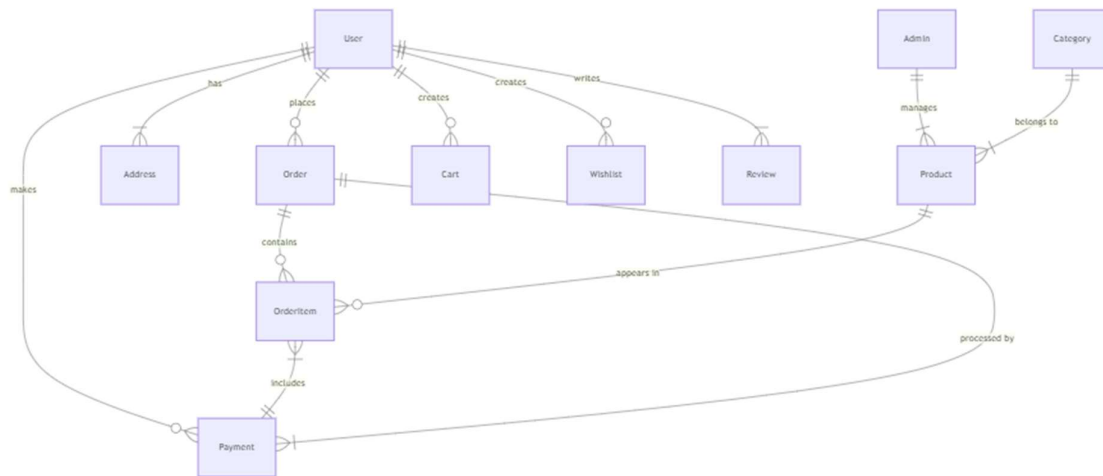 User
Admin
Category
has
places
creates
creates
writes
manages
belongs to
makes
Address
Order
Cart
Wishlist
Review
Product
contains
appears in
OrderItem
processed by
includes
Payment